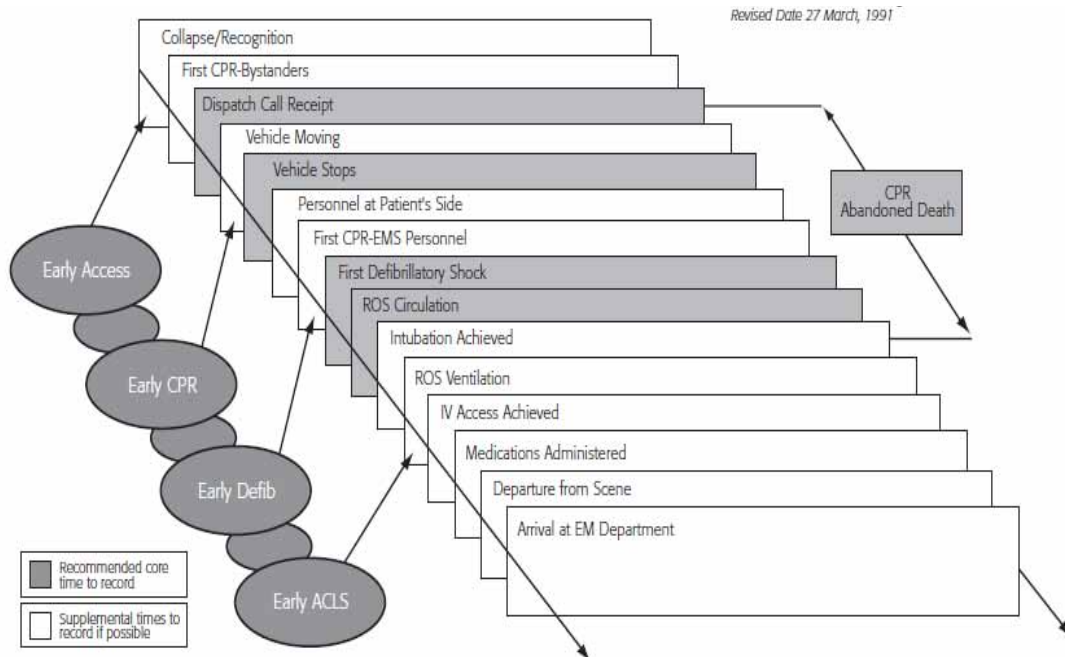 Revised Date 27 March, 1991
Collapse/Recognition
First CPR-Bystanders
Dispatch Call Receipt
Vehicle Moving
Vehicle Stops
Personnel at Patient's Side
First CPR-EMS Personnel
First Defibrillatory Shock
ROS Circulation
Intubation Achieved
ROS Ventilation
IV Access Achieved
Medications Administered
Departure from Scene
Arrival at EM Department
CPR
Abandoned Death
Early Access
Early CPR
Early Defib
Early ACLS
Recommended core
time to record
Supplemental times to
record if possible